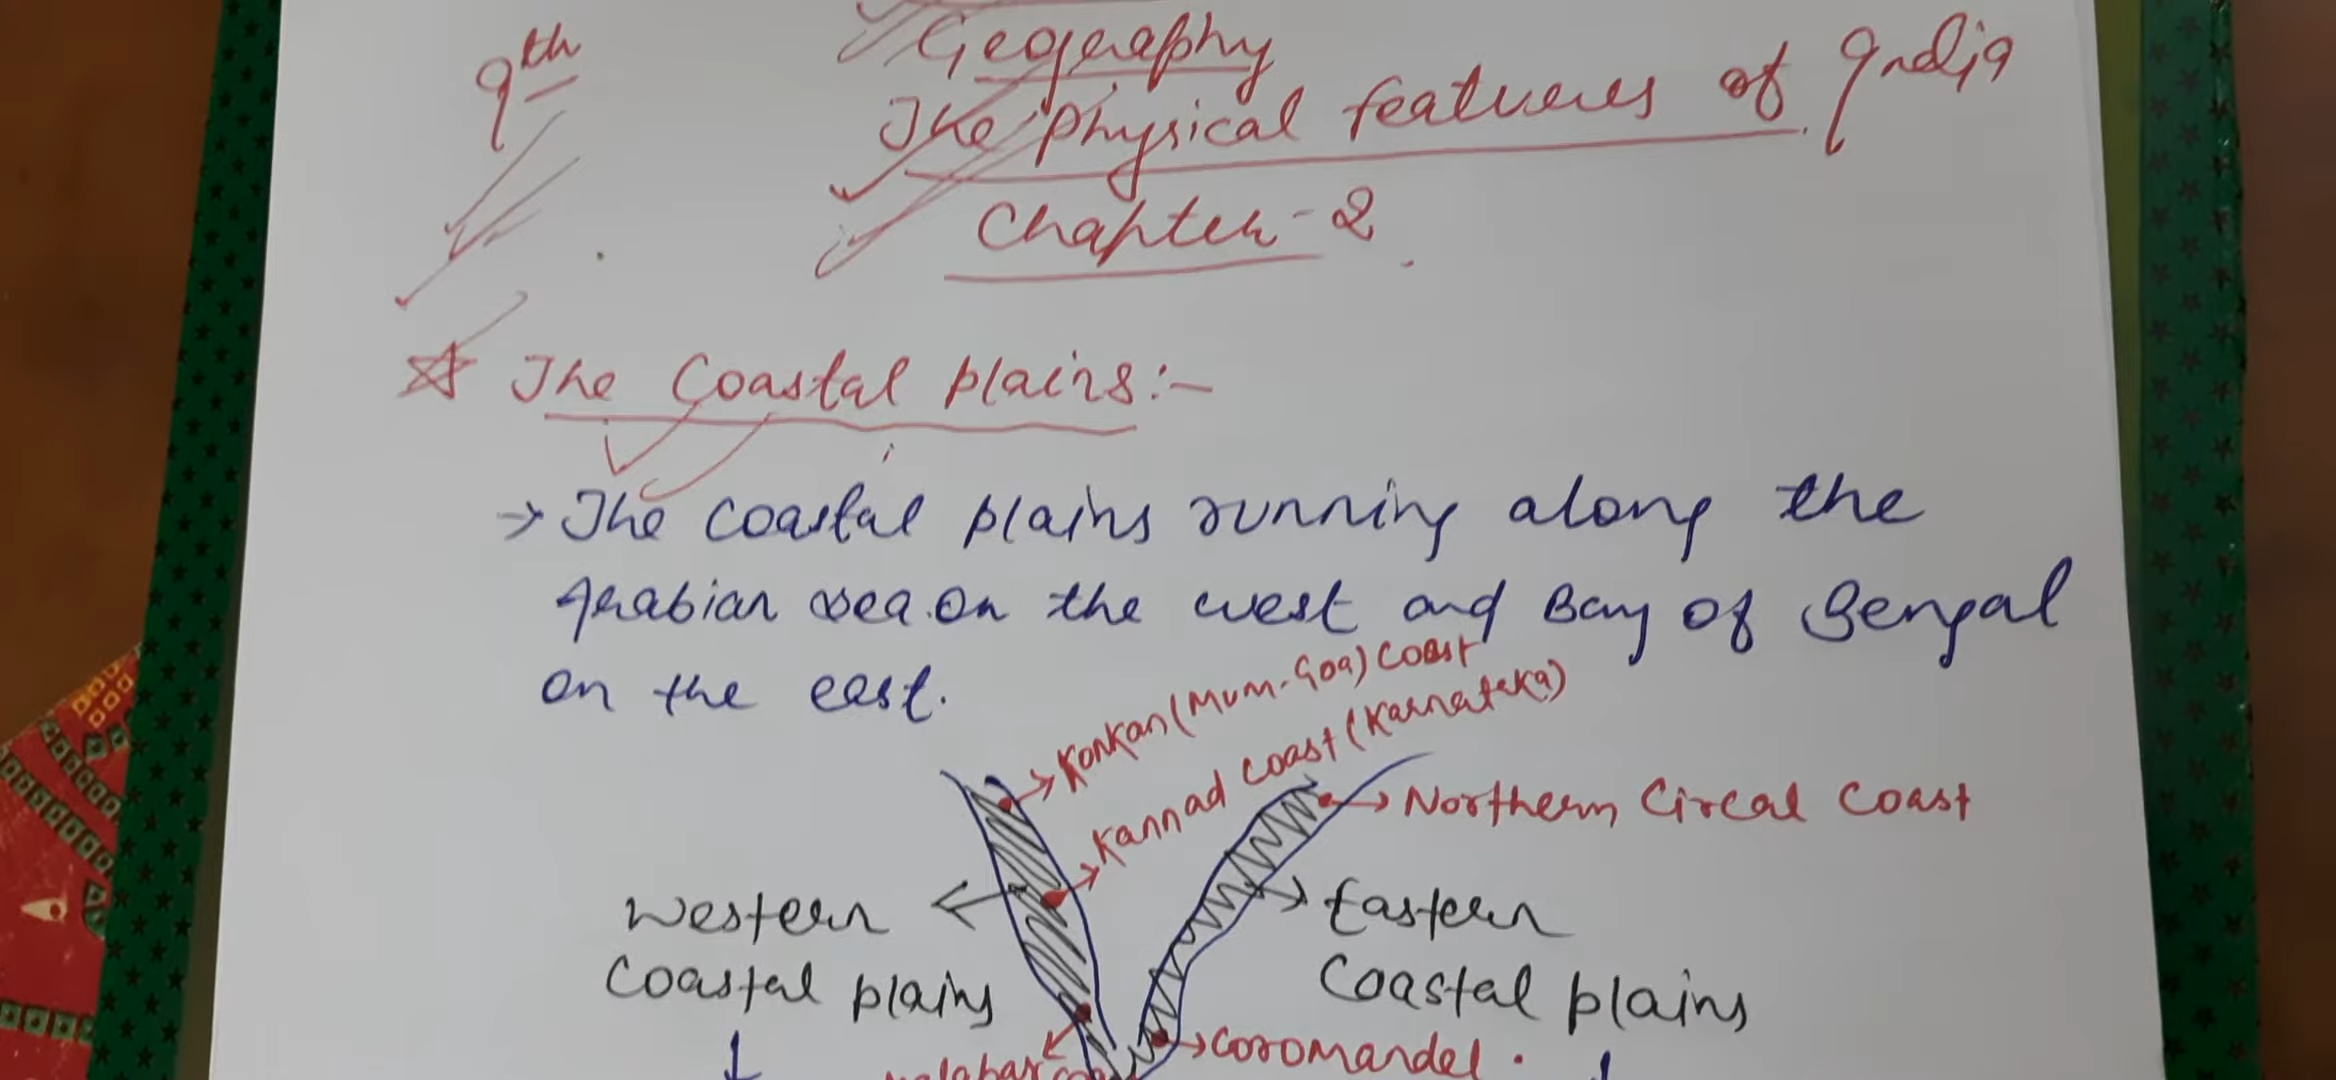 9th
Geography
The Physical features of India
Chapter-2
The Coastal plains:-
→ The coastal plains running along the
Arabian sea on the west and Bay of Bengal
on the east.
Konkan (Mum-Goa) Coast
Kannad Coast (Karnataka)
Northern Circal Coast
Western
Coastal plains
Eastern
Coastal plains
Malabar
Coromandel